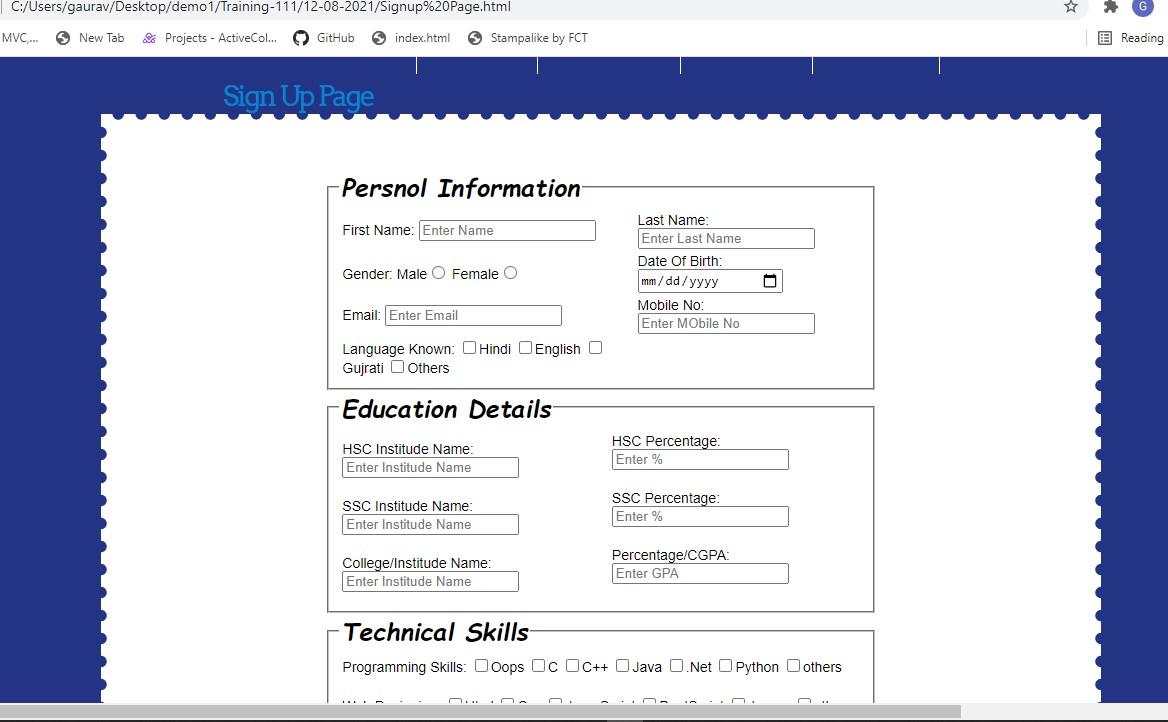 C:/Users/gaurav/Desktop/demo1/Training-111/12-08-2021/Signup%20Page.html
G
MVC,... New Tab Projects - ActiveCol... GitHub index.html Stampalike by FCT Reading
Sign Up Page
Persnol Information
First Name: Enter Name
Last Name:
Enter Last Name
Gender: Male Female
Date Of Birth:
mm/dd/yyyy
Email: Enter Email
Mobile No:
Enter MObile No
Language Known: Hindi English
Gujrati Others
Education Details
HSC Institude Name:
Enter Institude Name
HSC Percentage:
Enter %
SSC Institude Name:
Enter Institude Name
SSC Percentage:
Enter %
College/Institude Name:
Enter Institude Name
Percentage/CGPA:
Enter GPA
Technical Skills
Programming Skills: Oops C C++ Java .Net Python others